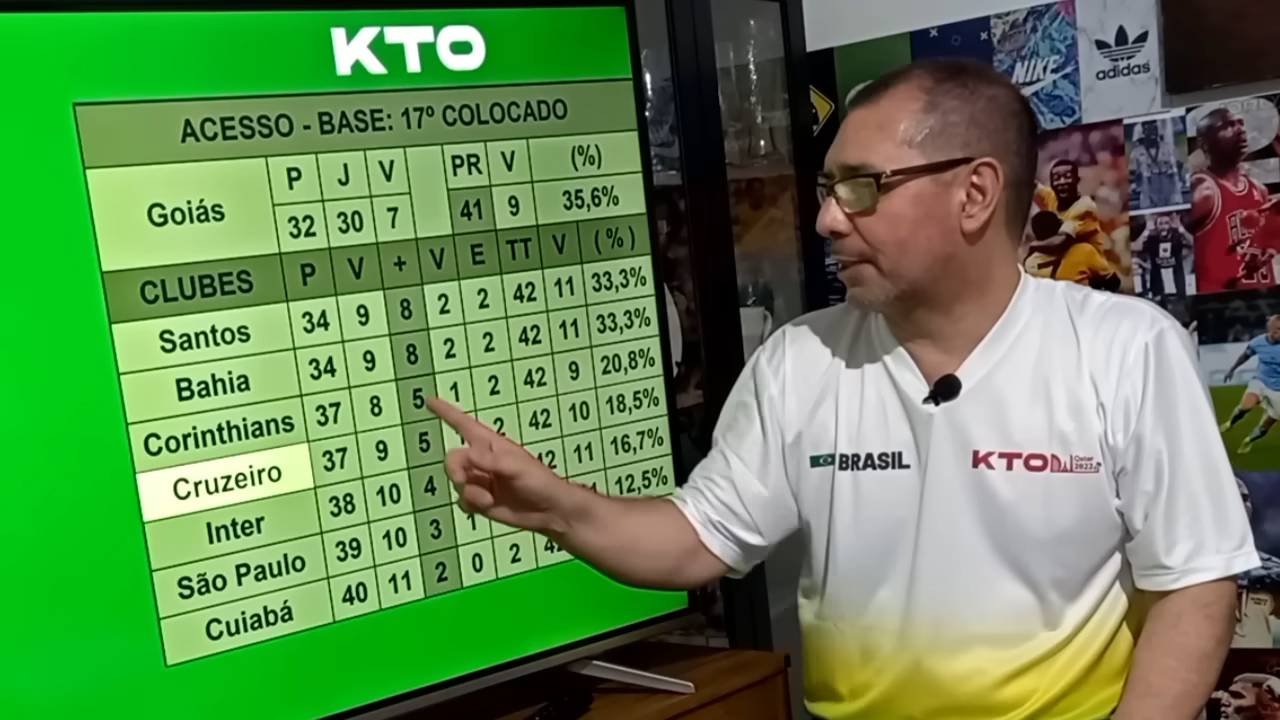 KTO
ACESSO - BASE: 17º COLOCADO
Goiás P J V PR V (%)
32 30 7 41 9 35,6%
CLUBES P V + V E TT V (%)
Santos 34 9 8 2 2 42 11 33,3%
Bahia 34 9 8 2 2 42 11 33,3%
Corinthians 37 8 5 1 2 42 9 20,8%
Cruzeiro 37 9 5 2 42 10 18,5%
Inter 38 10 4 11 16,7%
São Paulo 39 10 3 1 12,5%
Cuiabá 40 11 2 0 2
NIKE
adidas
BRASIL
KTO Qatar
2022